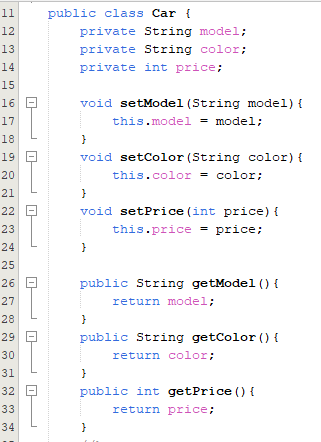 11 public class Car {
12 private String model;
13 private String color;
14 private int price;
15
16 void setModel(String model){
17 this.model = model;
18 }
19 void setColor(String color){
20 this.color = color;
21 }
22 void setPrice(int price){
23 this.price = price;
24 }
25
26 public String getModel(){
27 return model;
28 }
29 public String getColor(){
30 return color;
31 }
32 public int getPrice(){
33 return price;
34 }